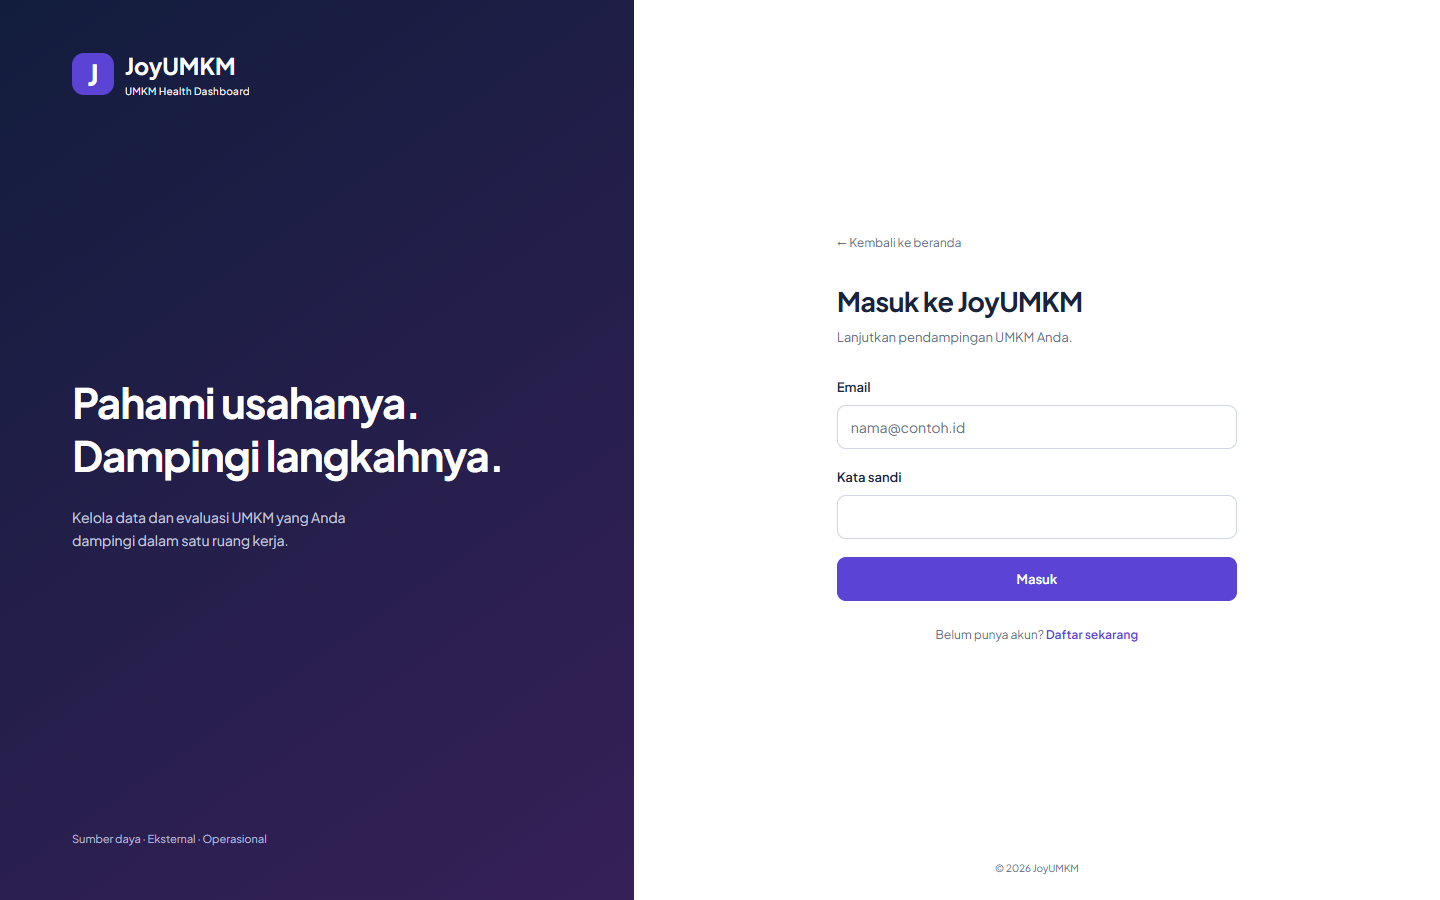 J
JoyUMKM
UMKM Health Dashboard
Pahami usahanya.
Dampingi langkahnya.
Kelola data dan evaluasi UMKM yang Anda
dampingi dalam satu ruang kerja.
Sumber daya · Eksternal · Operasional
← Kembali ke beranda
Masuk ke JoyUMKM
Lanjutkan pendampingan UMKM Anda.
Email
nama@contoh.id
Kata sandi
Masuk
Belum punya akun? Daftar sekarang
© 2026 JoyUMKM